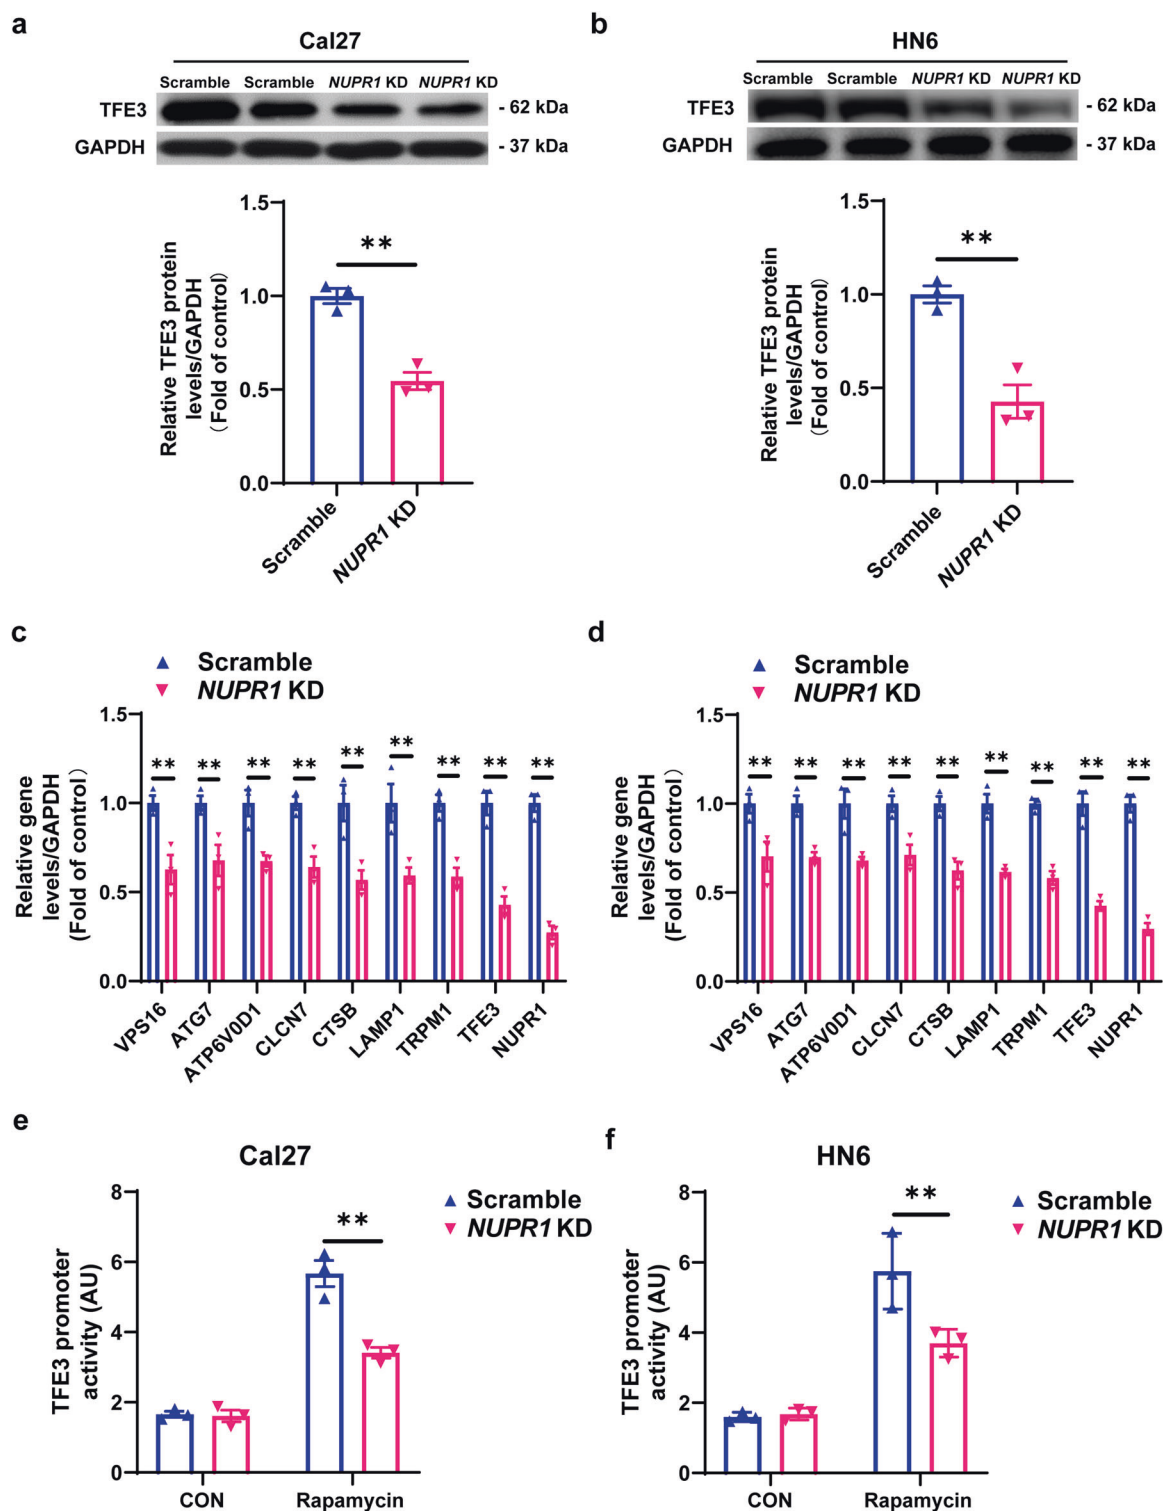 a
Cal27
Scramble Scramble NUPR1 KD NUPR1 KD
TFE3 - 62 kDa
GAPDH - 37 kDa
Relative TFE3 protein
levels/GAPDH
(Fold of control)
1.5
1.0
0.5
0.0
**
Scramble
NUPR1 KD
b
HN6
Scramble Scramble NUPR1 KD NUPR1 KD
TFE3 - 62 kDa
GAPDH - 37 kDa
Relative TFE3 protein
levels/GAPDH
(Fold of control)
1.5
1.0
0.5
0.0
**
Scramble
NUPR1 KD
c
Scramble
NUPR1 KD
Relative gene
levels/GAPDH
(Fold of control)
1.5
1.0
0.5
0.0
** ** ** ** ** ** ** ** **
VPS16
ATG7
ATP6V0D1
CLCN7
CTSB
LAMP1
TRPM1
TFE3
NUPR1
d
Scramble
NUPR1 KD
Relative gene
levels/GAPDH
(Fold of control)
1.5
1.0
0.5
0.0
** ** ** ** ** ** ** ** **
VPS16
ATG7
ATP6V0D1
CLCN7
CTSB
LAMP1
TRPM1
TFE3
NUPR1
e
Cal27
Scramble
NUPR1 KD
TFE3 promoter
activity (AU)
8
6
4
2
0
**
CON Rapamycin
f
HN6
Scramble
NUPR1 KD
TFE3 promoter
activity (AU)
8
6
4
2
0
**
CON Rapamycin